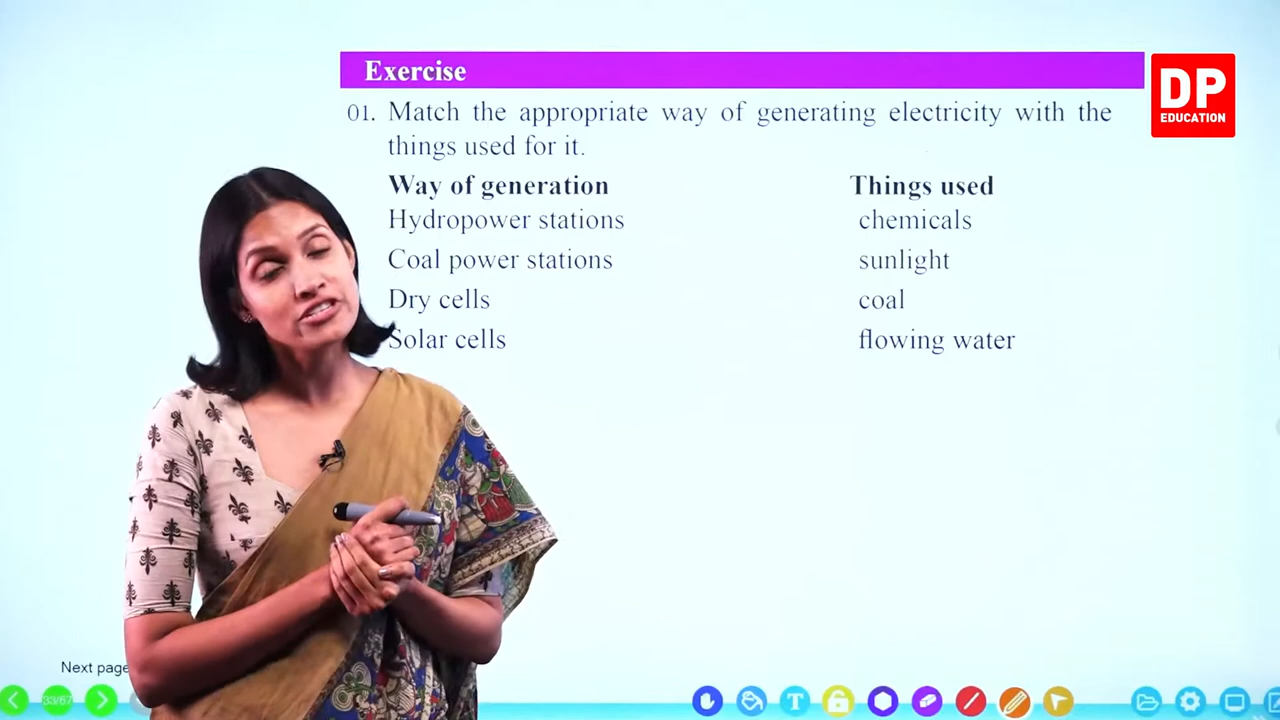 Exercise
DP
EDUCATION
01. Match the appropriate way of generating electricity with the
things used for it.
Way of generation Things used
Hydropower stations chemicals
Coal power stations sunlight
Dry cells coal
Solar cells flowing water
Next page
33/67
T